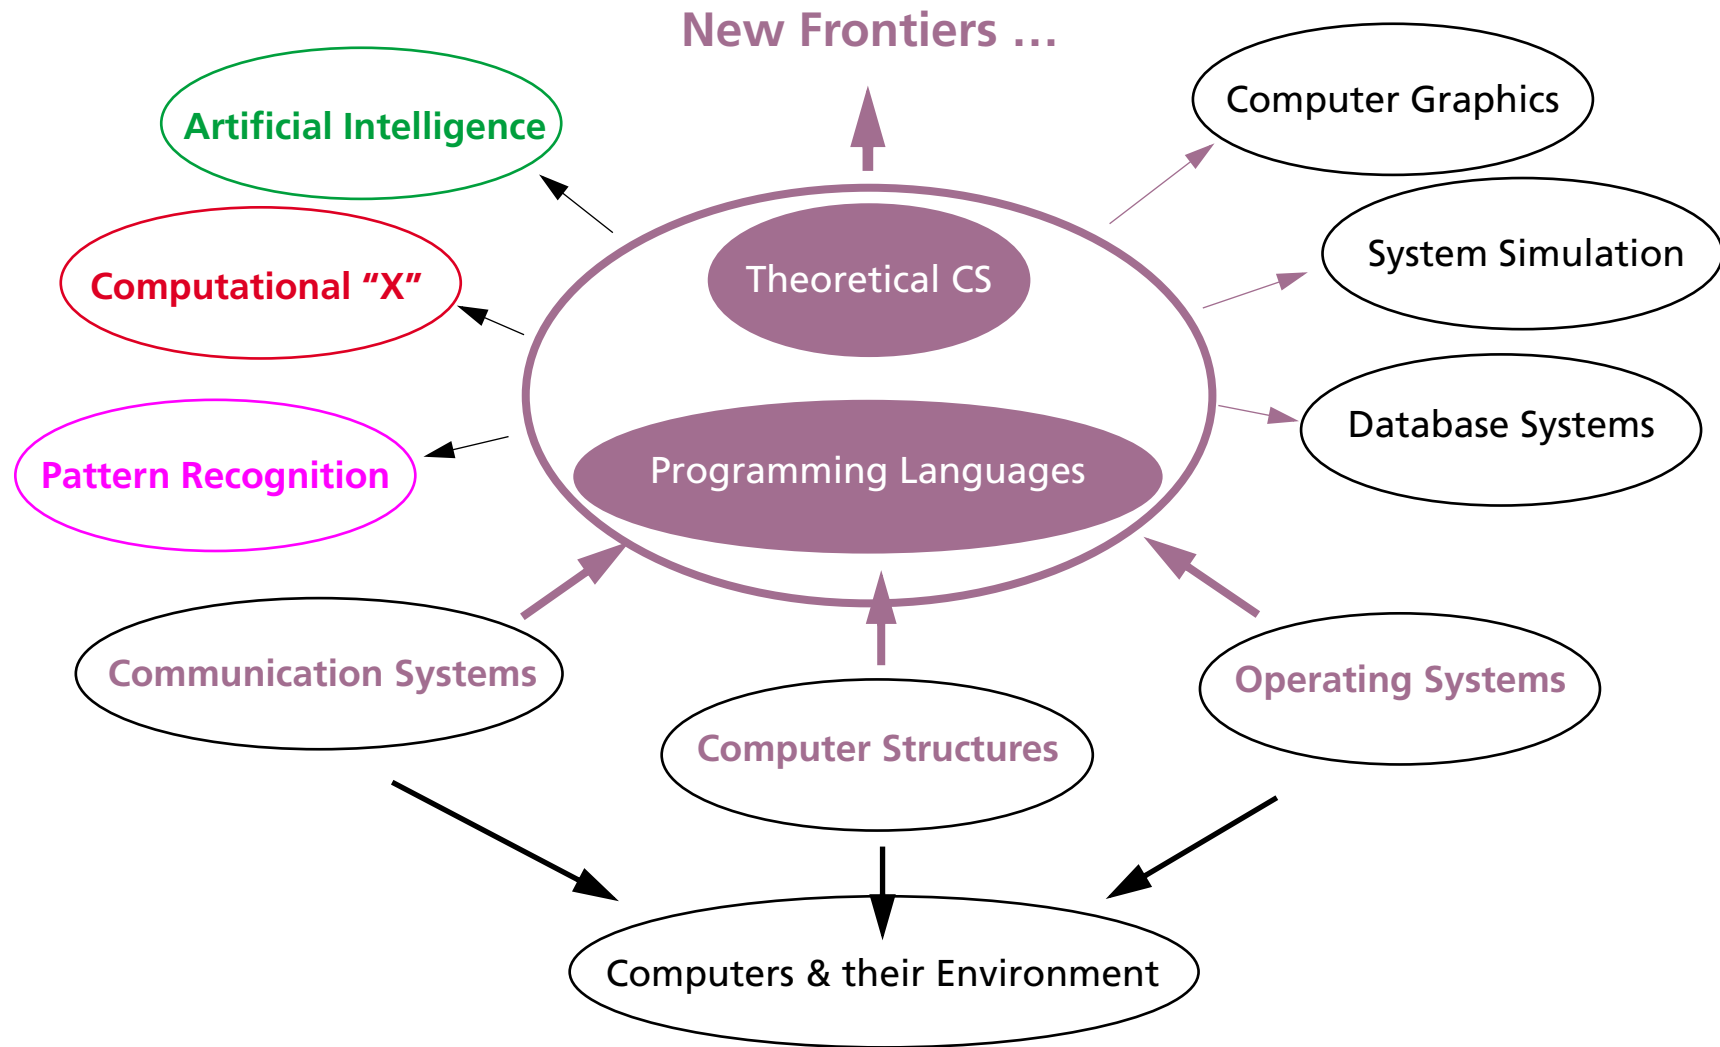 New Frontiers …
Artificial Intelligence
Computer Graphics
Computational “X”
Theoretical CS
System Simulation
Pattern Recognition
Programming Languages
Database Systems
Communication Systems
Computer Structures
Operating Systems
Computers & their Environment